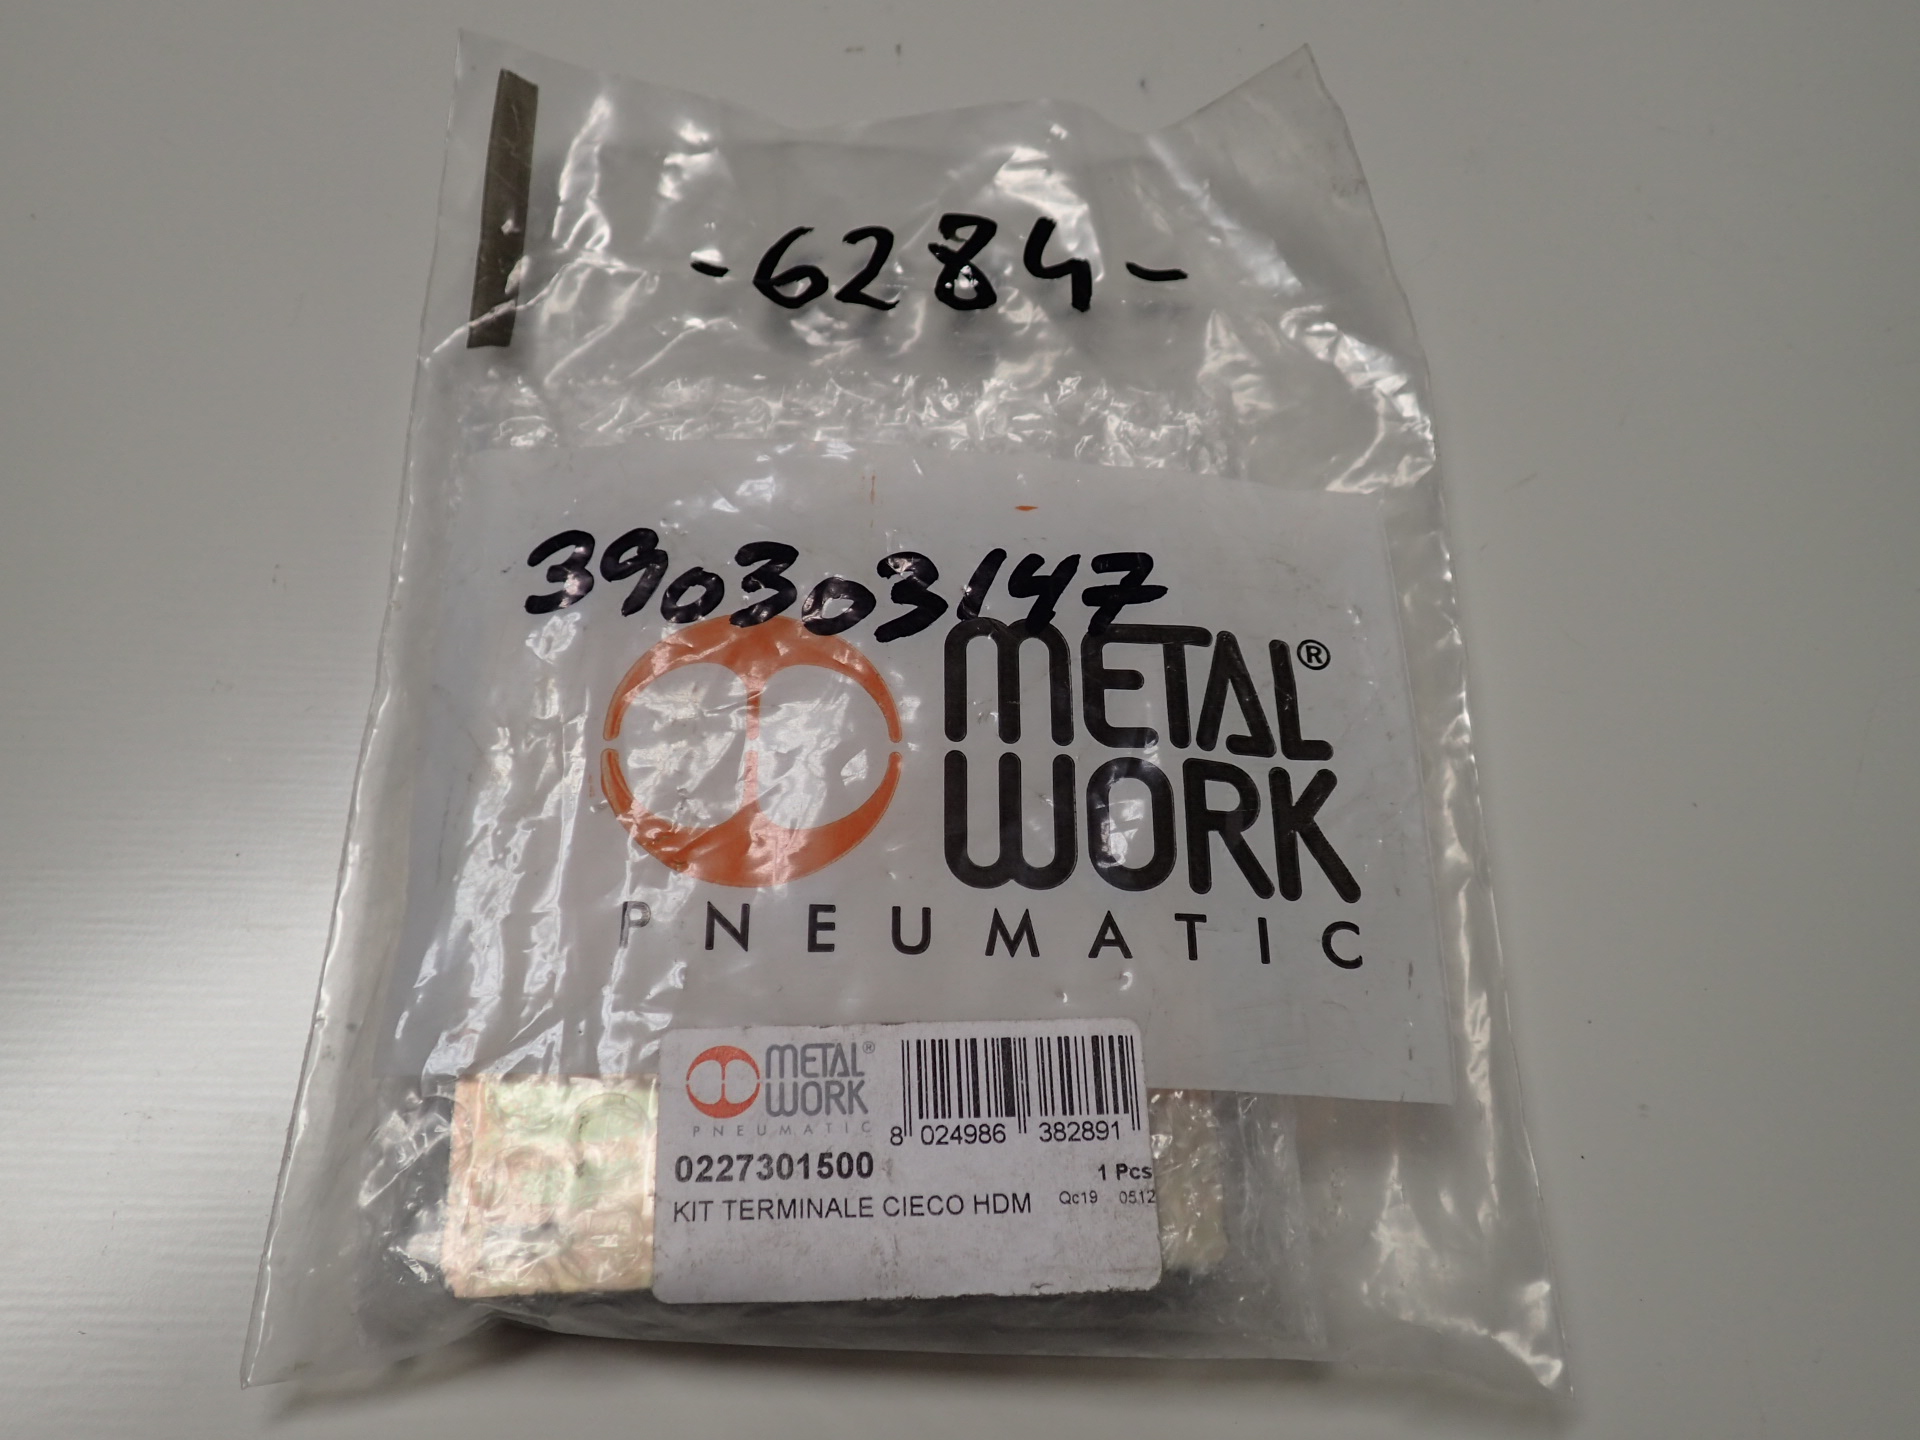 -6284-
390303147
METAL®
WORK
PNEUMATIC
METAL®
WORK
PNEUMATIC
8 024986 382891
0227301500
1 Pcs
KIT TERMINALE CIECO HDM
Qc19 05.12